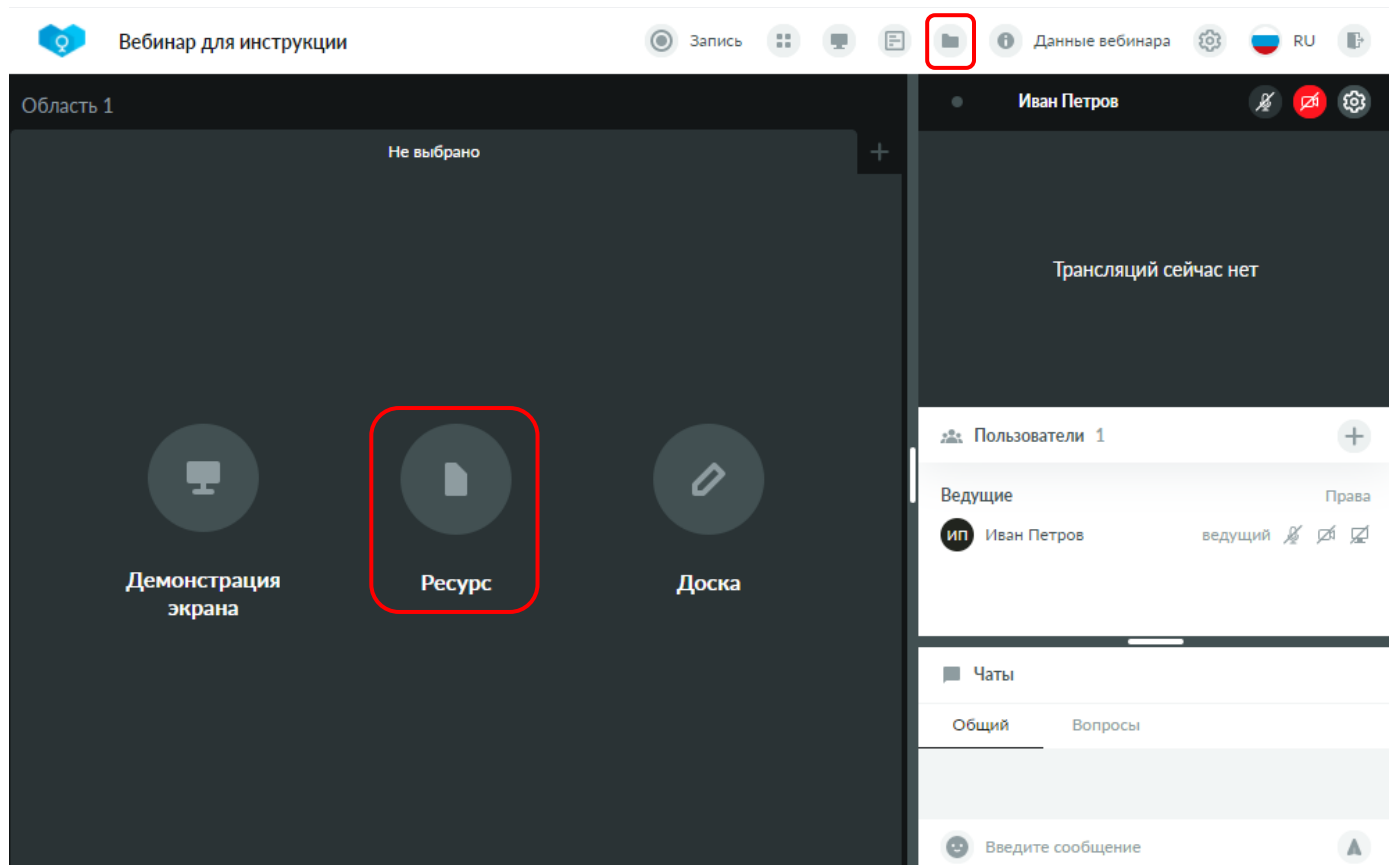 Вебинар для инструкции
Запись
Данные вебинара
RU
Область 1
Не выбрано
Иван Петров
Трансляций сейчас нет
Демонстрация
экрана
Ресурс
Доска
Пользователи 1
Ведущие Права
ИП Иван Петров ведущий
Чаты
Общий Вопросы
Введите сообщение